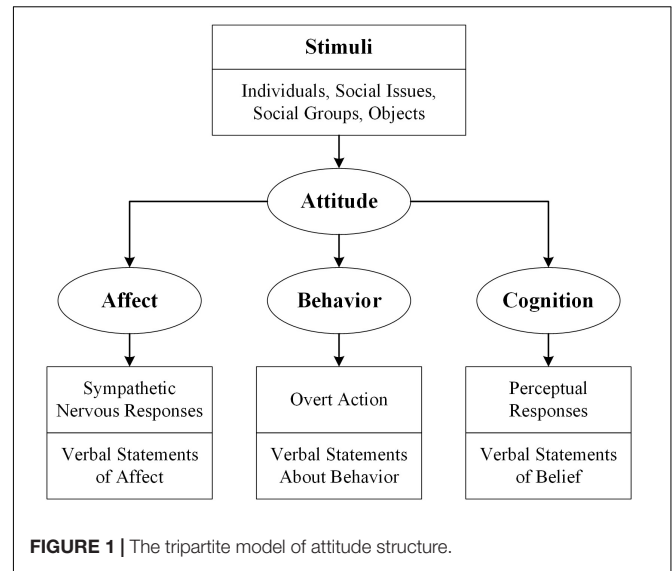 Stimuli
Individuals, Social Issues,
Social Groups, Objects
Attitude
Affect
Behavior
Cognition
Sympathetic
Nervous Responses
Verbal Statements
of Affect
Overt Action
Verbal Statements
About Behavior
Perceptual
Responses
Verbal Statements
of Belief
FIGURE 1 | The tripartite model of attitude structure.